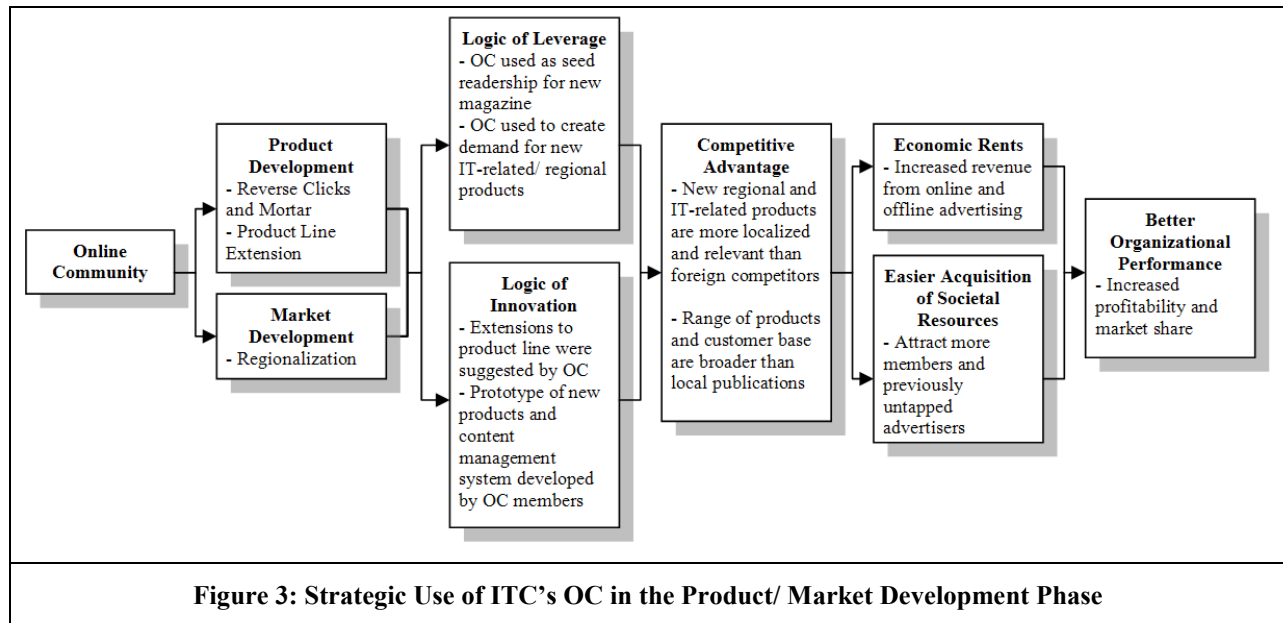 Online
Community
Product
Development
- Reverse Clicks
and Mortar
- Product Line
Extension
Market
Development
- Regionalization
Logic of Leverage
- OC used as seed
readership for new
magazine
- OC used to create
demand for new
IT-related/ regional
products
Logic of
Innovation
- Extensions to
product line were
suggested by OC
- Prototype of new
products and
content
management
system developed
by OC members
Competitive
Advantage
- New regional and
IT-related products
are more localized
and relevant than
foreign competitors
- Range of products
and customer base
are broader than
local publications
Economic Rents
- Increased revenue
from online and
offline advertising
Easier Acquisition
of Societal
Resources
- Attract more
members and
previously
untapped
advertisers
Better
Organizational
Performance
- Increased
profitability and
market share
Figure 3: Strategic Use of ITC's OC in the Product/ Market Development Phase